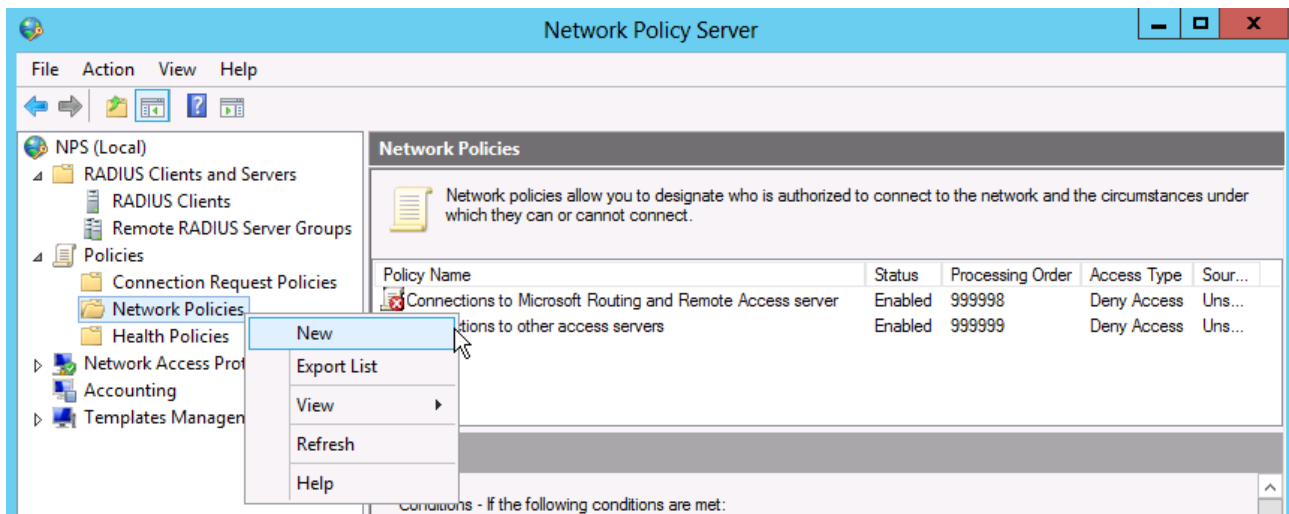 Network Policy Server
File Action View Help
NPS (Local)
RADIUS Clients and Servers
RADIUS Clients
Remote RADIUS Server Groups
Policies
Connection Request Policies
Network Policies
Health Policies
Network Access Prot
Accounting
Templates Managen
New
Export List
View
Refresh
Help
Network Policies
Network policies allow you to designate who is authorized to connect to the network and the circumstances under
which they can or cannot connect.
Policy Name Status Processing Order Access Type Sour...
Connections to Microsoft Routing and Remote Access server Enabled 999998 Deny Access Uns...
ctions to other access servers Enabled 999999 Deny Access Uns...
Conditions - If the following conditions are met: